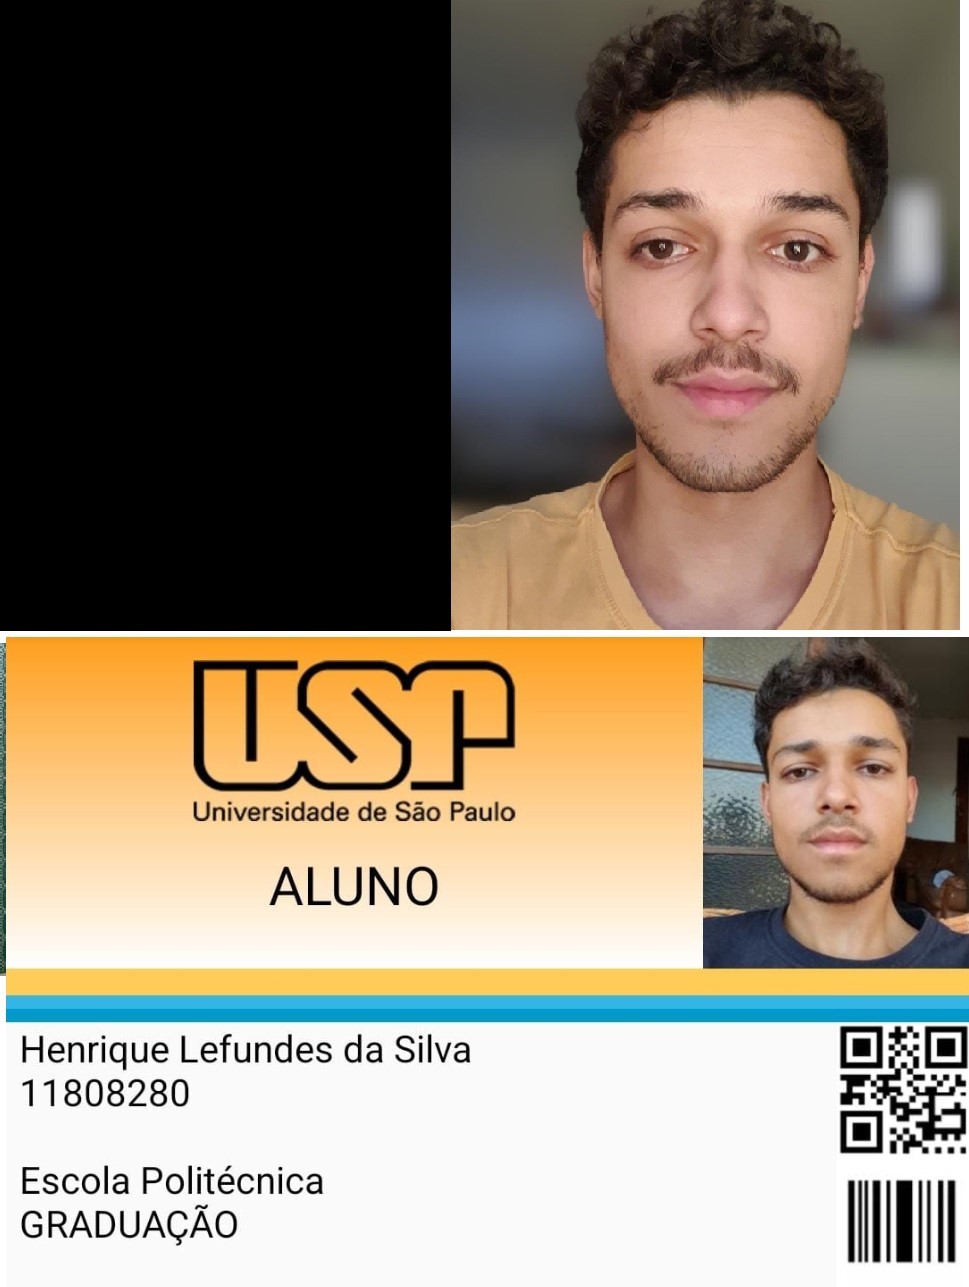 USP
Universidade de São Paulo
ALUNO
Henrique Lefundes da Silva
11808280
Escola Politécnica
GRADUAÇÃO